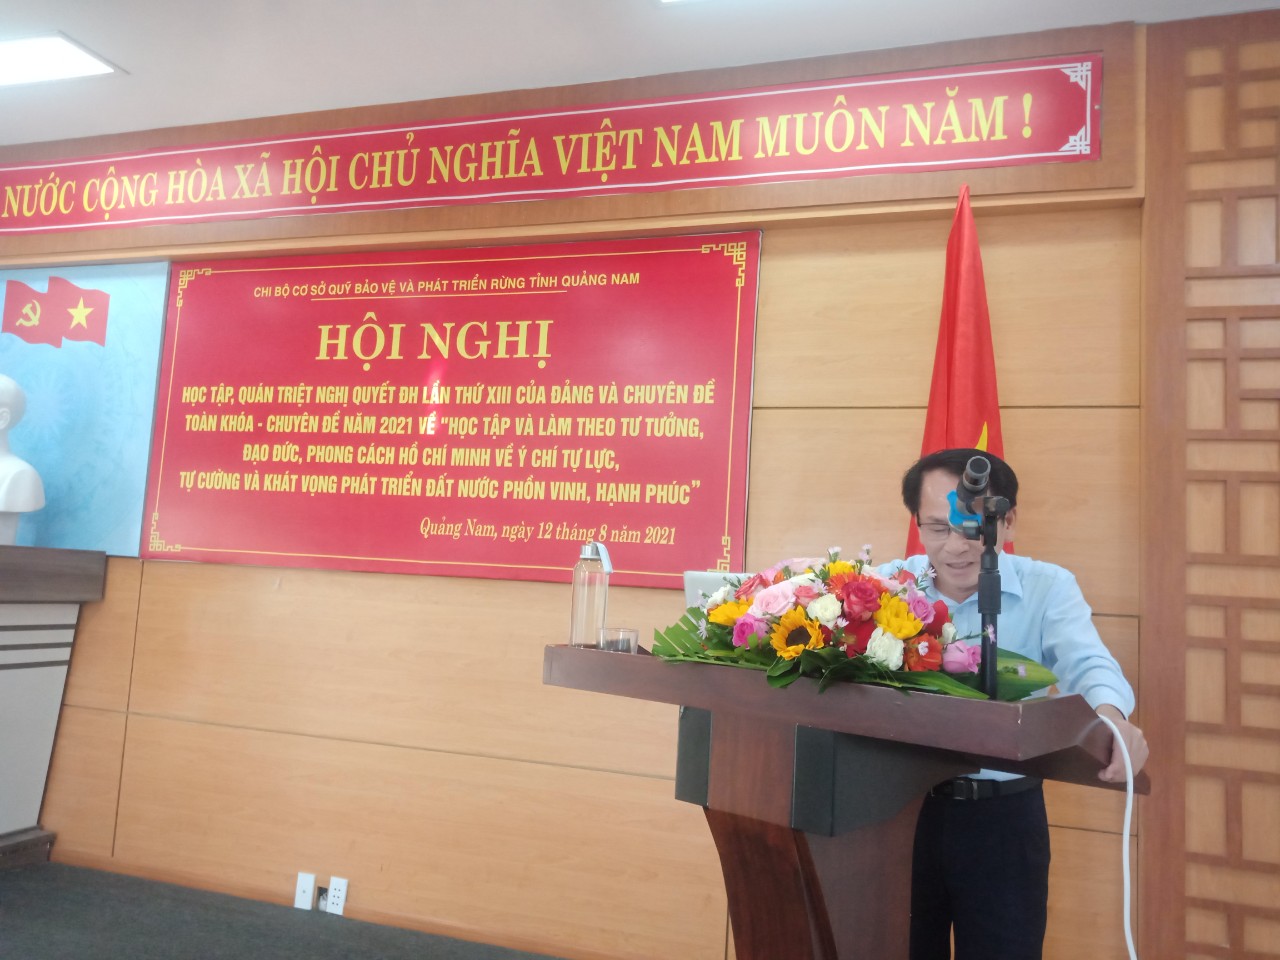 NƯỚC CỘNG HÒA XÃ HỘI CHỦ NGHĨA VIỆT NAM MUÔN NĂM !
CHI BỘ CƠ SỞ QUỸ BẢO VỆ VÀ PHÁT TRIỂN RỪNG TỈNH QUẢNG NAM
HỘI NGHỊ
HỌC TẬP, QUÁN TRIỆT NGHỊ QUYẾT ĐH LẦN THỨ XIII CỦA ĐẢNG VÀ CHUYÊN ĐỀ
TOÀN KHÓA - CHUYÊN ĐỀ NĂM 2021 VỀ "HỌC TẬP VÀ LÀM THEO TƯ TƯỞNG,
ĐẠO ĐỨC, PHONG CÁCH HỒ CHÍ MINH VỀ Ý CHÍ TỰ LỰC,
TỰ CƯỜNG VÀ KHÁT VỌNG PHÁT TRIỂN ĐẤT NƯỚC PHỒN VINH, HẠNH PHÚC"
Quảng Nam, ngày 12 tháng 8 năm 2021